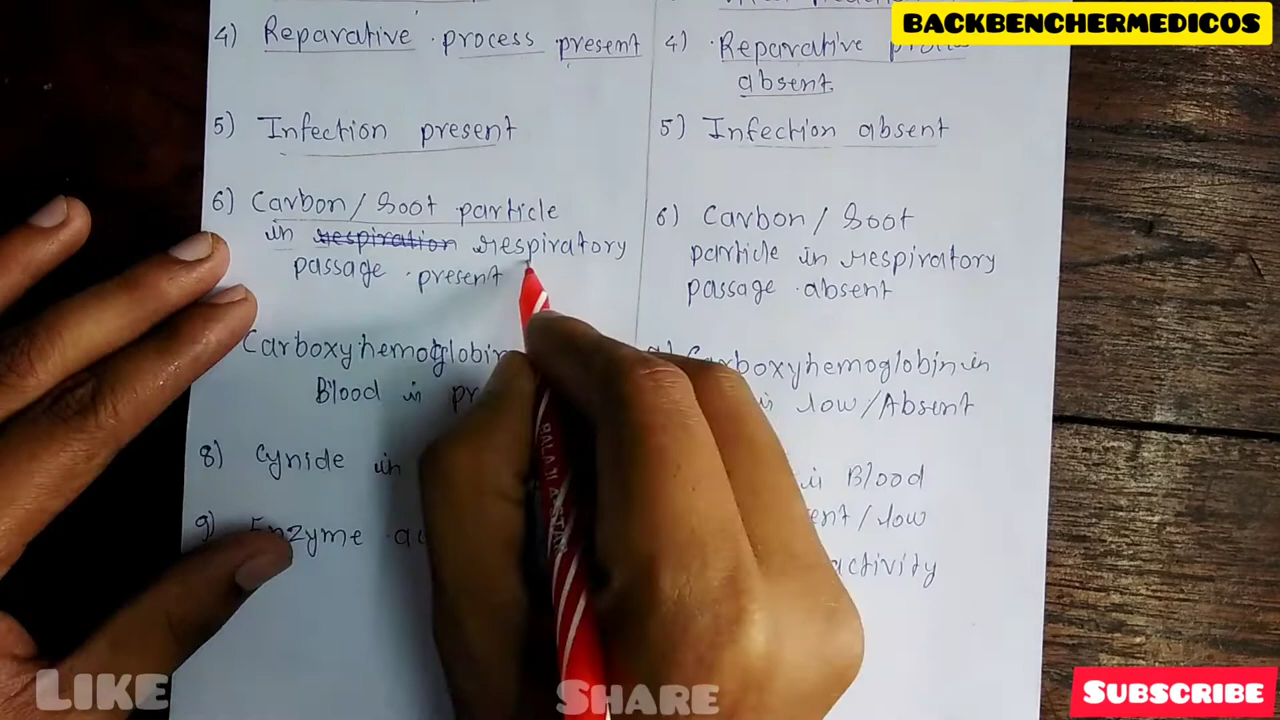 BACKBENCHERMEDICOS
4) Reparative process present
5) Infection present
6) Carbon/Soot particle
in respiration respiratory
passage present
Carboxyhemoglobin
Blood in
8) Cynide in
9) Enzyme
4) Reparative
absent.
5) Infection absent
6) Carbon/Soot
particle in respiratory
passage absent
Carboxyhemoglobin in
low/Absent
in Blood
/low
activity
BALAJI
LIKE
SHARE
SUBSCRIBE